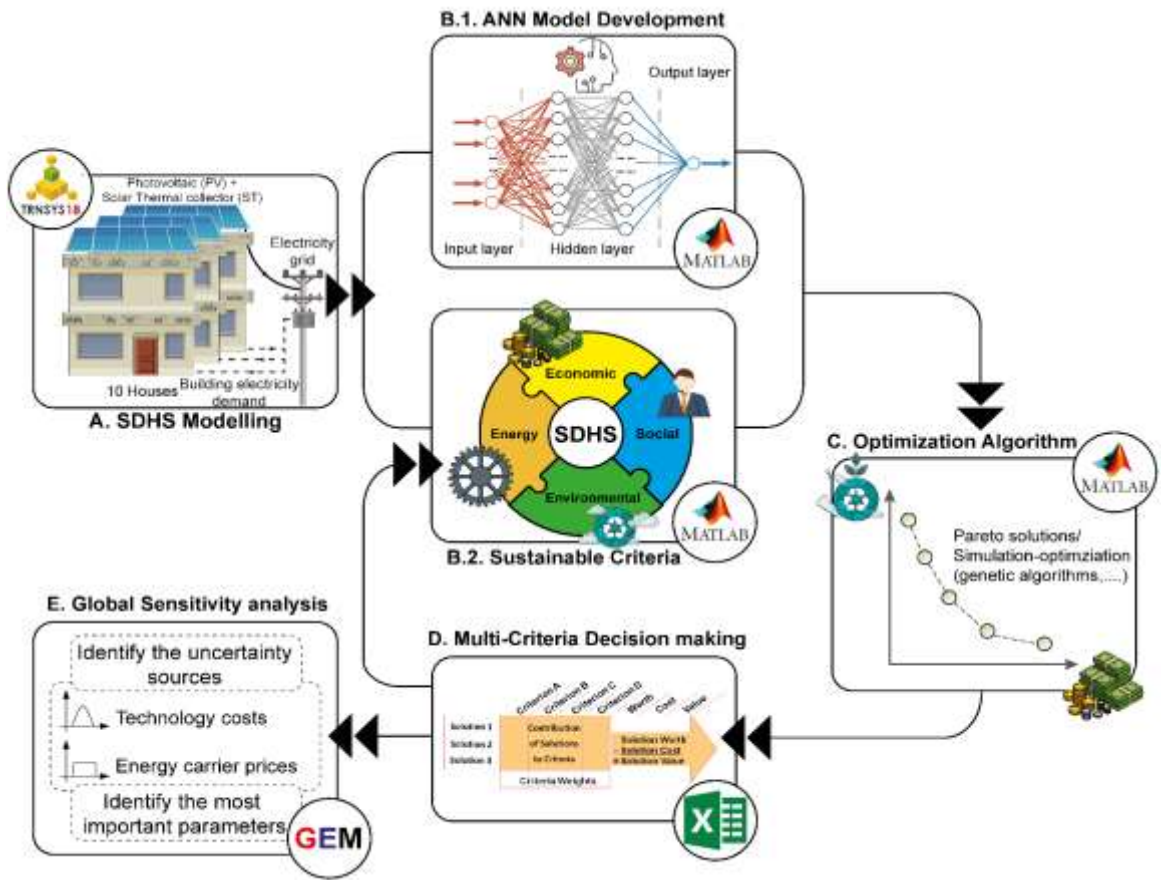 B.1. ANN Model Development
Output layer
Input layer
Hidden layer
MATLAB
TRNSYS18
Photovoltaic (PV) +
Solar Thermal collector (ST)
Electricity
grid
10 Houses
Building electricity
demand
A. SDHS Modelling
Economic
Energy
SDHS
Social
Environmental
MATLAB
B.2. Sustainable Criteria
C. Optimization Algorithm
MATLAB
Pareto solutions/
Simulation-optimziation
(genetic algorithms,....)
D. Multi-Criteria Decision making
Criterion A
Criterion B
Criterion C
Criterion D
Worth
Cost
Value
Solution 1
Solution 2
Solution 3
Contribution
of Solutions
to Criteria
Solution Worth
- Solution Cost
= Solution Value
Criteria Weights
X
E. Global Sensitivity analysis
Identify the uncertainty
sources
Technology costs
Energy carrier prices
Identify the most
important parameters
GEM